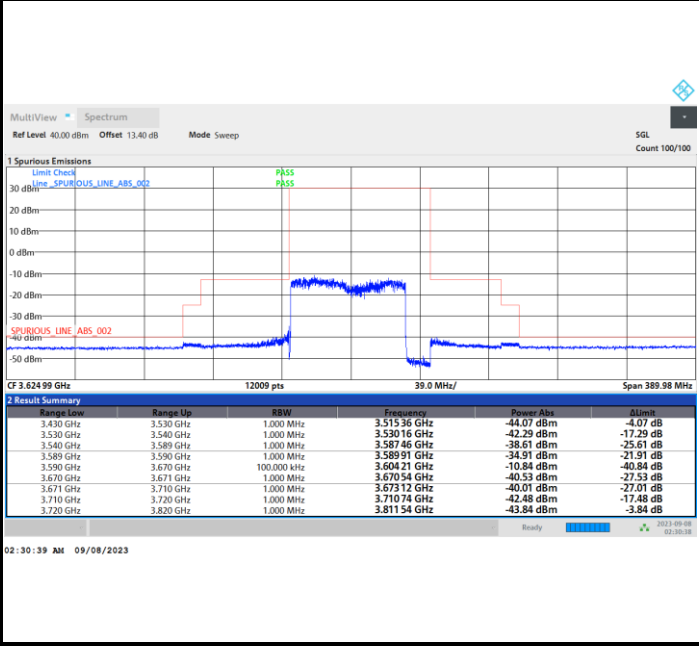 MultiView Spectrum
Ref Level 40.00 dBm Offset 13.40 dB Mode Sweep SGL
Count 100/100
1 Spurious Emissions
Limit Check PASS
Line _SPURIOUS_LINE_ABS_002 PASS
30 dBm
20 dBm
10 dBm
0 dBm
-10 dBm
-20 dBm
-30 dBm
_SPURIOUS_LINE_ABS_002
-40 dBm
-50 dBm
CF 3.624 99 GHz 12009 pts 39.0 MHz/ Span 389.98 MHz
2 Result Summary
Range Low Range Up RBW Frequency Power Abs ΔLimit
3.430 GHz 3.530 GHz 1.000 MHz 3.515 36 GHz -44.07 dBm -4.07 dB
3.530 GHz 3.540 GHz 1.000 MHz 3.530 16 GHz -42.29 dBm -17.29 dB
3.540 GHz 3.589 GHz 1.000 MHz 3.587 46 GHz -38.61 dBm -25.61 dB
3.589 GHz 3.590 GHz 1.000 MHz 3.589 91 GHz -34.91 dBm -21.91 dB
3.590 GHz 3.670 GHz 100.000 kHz 3.604 21 GHz -10.84 dBm -40.84 dB
3.670 GHz 3.671 GHz 1.000 MHz 3.670 54 GHz -40.53 dBm -27.53 dB
3.671 GHz 3.710 GHz 1.000 MHz 3.673 12 GHz -40.01 dBm -27.01 dB
3.710 GHz 3.720 GHz 1.000 MHz 3.710 74 GHz -42.48 dBm -17.48 dB
3.720 GHz 3.820 GHz 1.000 MHz 3.811 54 GHz -43.84 dBm -3.84 dB
Ready 2023-09-08
02:30:38
02:30:39 AM 09/08/2023